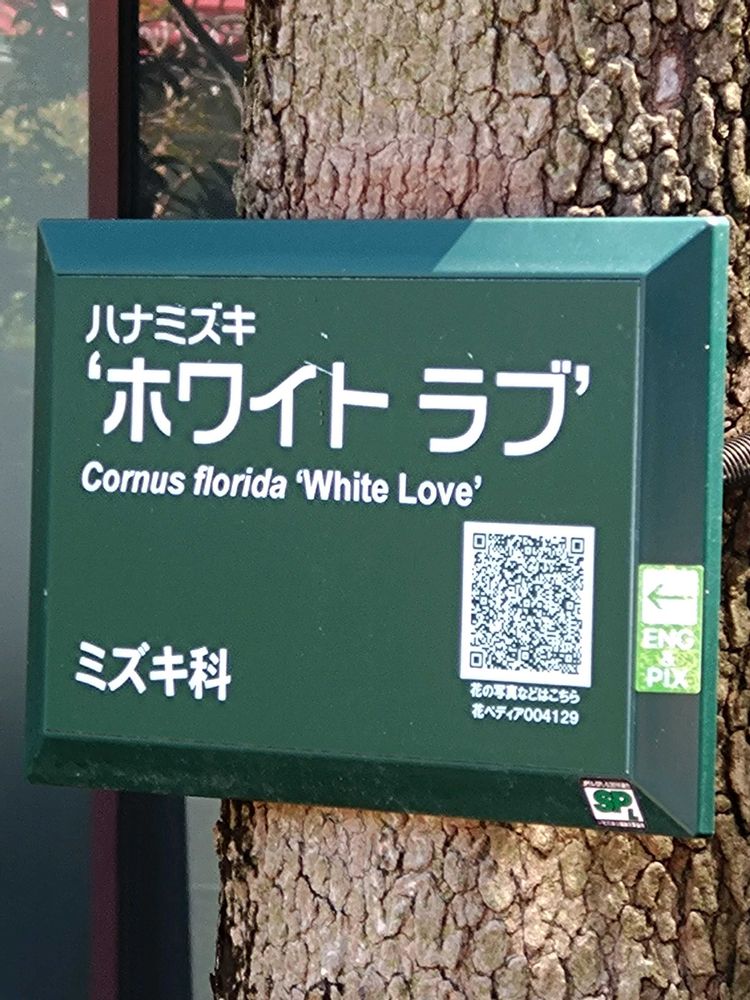 ハナミズキ
‘ホワイト ラブ’
Cornus florida ‘White Love’
ミズキ科
花の写真などはこちら
花ペディア004129
←
ENG
&
PIX
SPL